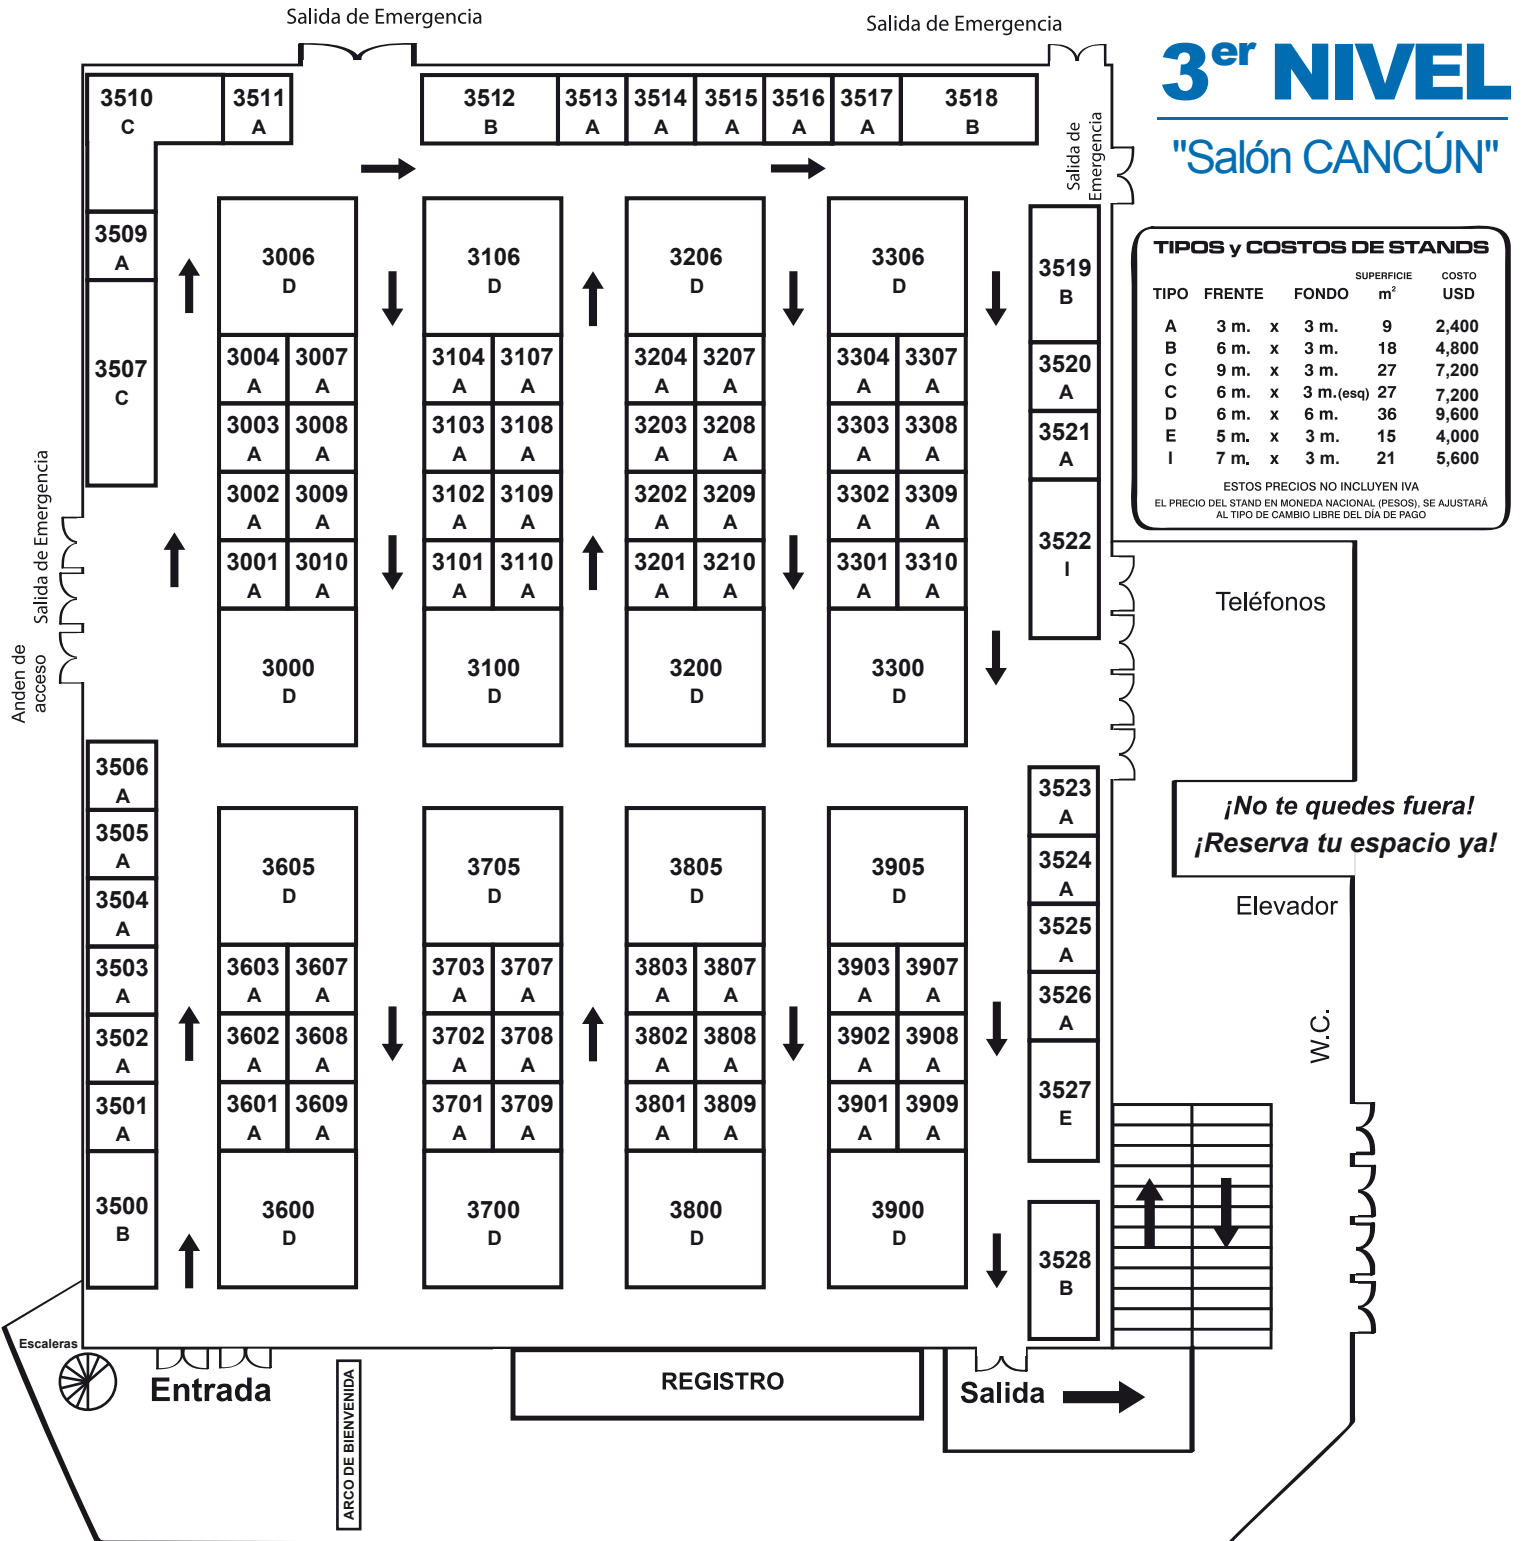 Salida de Emergencia
Salida de Emergencia
3er NIVEL
"Salón CANCÚN"
3510
C
3511
A
3512
B
3513
A
3514
A
3515
A
3516
A
3517
A
3518
B
Salida de
Emergencia
3509
A
3507
C
3006
D
3106
D
3206
D
3306
D
3519
B
3520
A
3521
A
3522
I
TIPOS y COSTOS DE STANDS
TIPO FRENTE FONDO SUPERFICIE m² COSTO USD
A 3 m. x 3 m. 9 2,400
B 6 m. x 3 m. 18 4,800
C 9 m. x 3 m. 27 7,200
C 6 m. x 3 m.(esq) 27 7,200
D 6 m. x 6 m. 36 9,600
E 5 m. x 3 m. 15 4,000
I 7 m. x 3 m. 21 5,600
ESTOS PRECIOS NO INCLUYEN IVA
EL PRECIO DEL STAND EN MONEDA NACIONAL (PESOS), SE AJUSTARÁ
AL TIPO DE CAMBIO LIBRE DEL DÍA DE PAGO
3004 3007 3104 3107 3204 3207 3304 3307
A A A A A A A A
3003 3008 3103 3108 3203 3208 3303 3308
A A A A A A A A
3002 3009 3102 3109 3202 3209 3302 3309
A A A A A A A A
3001 3010 3101 3110 3201 3210 3301 3310
A A A A A A A A
3000 3100 3200 3300
D D D D
Salida de Emergencia
Anden de
acceso
Teléfonos
3506
A
3505
A
3504
A
3503
A
3502
A
3501
A
3500
B
3605 3705 3805 3905
D D D D
3603 3607 3703 3707 3803 3807 3903 3907
A A A A A A A A
3602 3608 3702 3708 3802 3808 3902 3908
A A A A A A A A
3601 3609 3701 3709 3801 3809 3901 3909
A A A A A A A A
3600 3700 3800 3900
D D D D
3523
A
3524
A
3525
A
3526
A
3527
E
3528
B
¡No te quedes fuera!
¡Reserva tu espacio ya!
Elevador
W.C.
Escaleras
Entrada
ARCO DE BIENVENIDA
REGISTRO
Salida